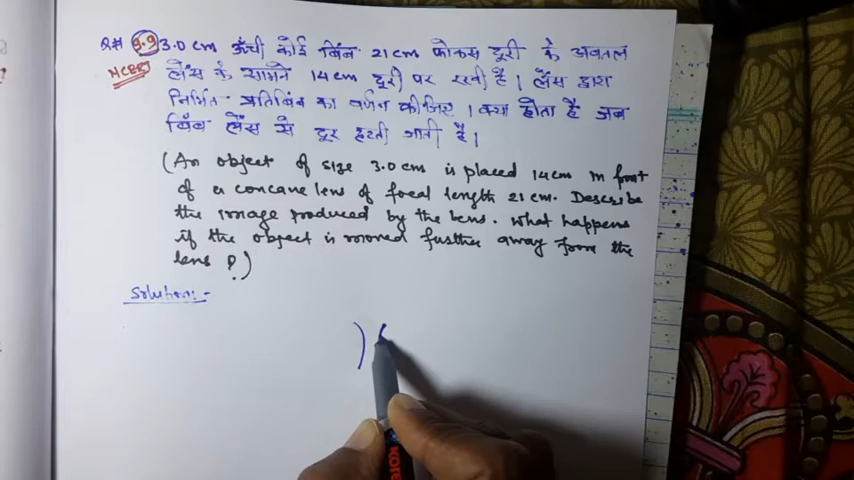 Q# 9.9 3.0 cm ऊँची कोई बिंब 21 cm फोकस दूरी के अवतल
NCERT लेंस के सामने 14 cm दूरी पर रखी है। लेंस द्वारा
निर्मित प्रतिबिंब का वर्णन कीजिए। क्या होता है जब
बिंब लेंस से दूर हटती जाती है।
(An object of size 3.0 cm is placed 14 cm in front
of a concave lens of focal length 21 cm. Describe
the image produced by the lens. What happens
if the object is moved further away from the
lens ?)
Solution:-